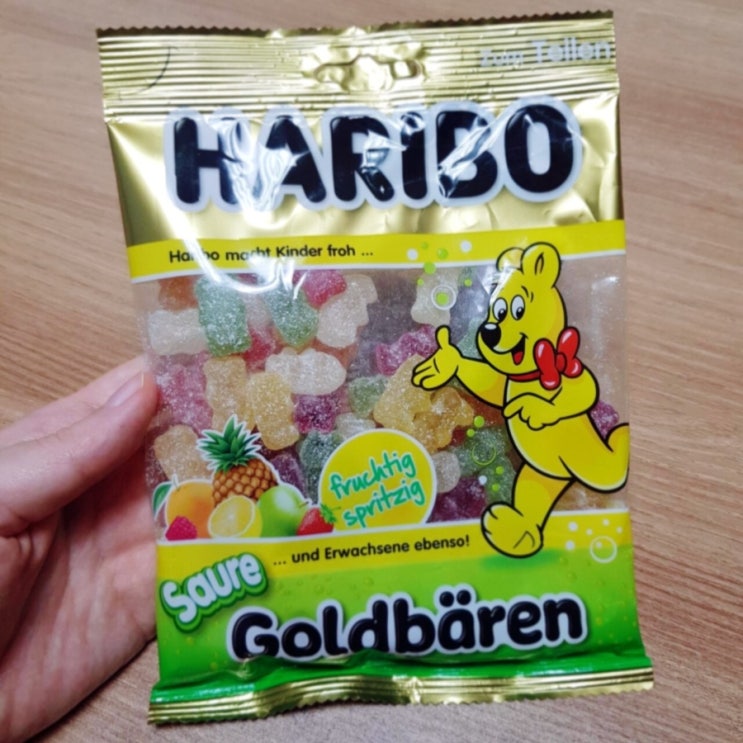 Zum Teilen
HARIBO
Haribo macht Kinder froh ...
fruchtig
spritzig
... und Erwachsene ebenso!
Saure
Goldbären